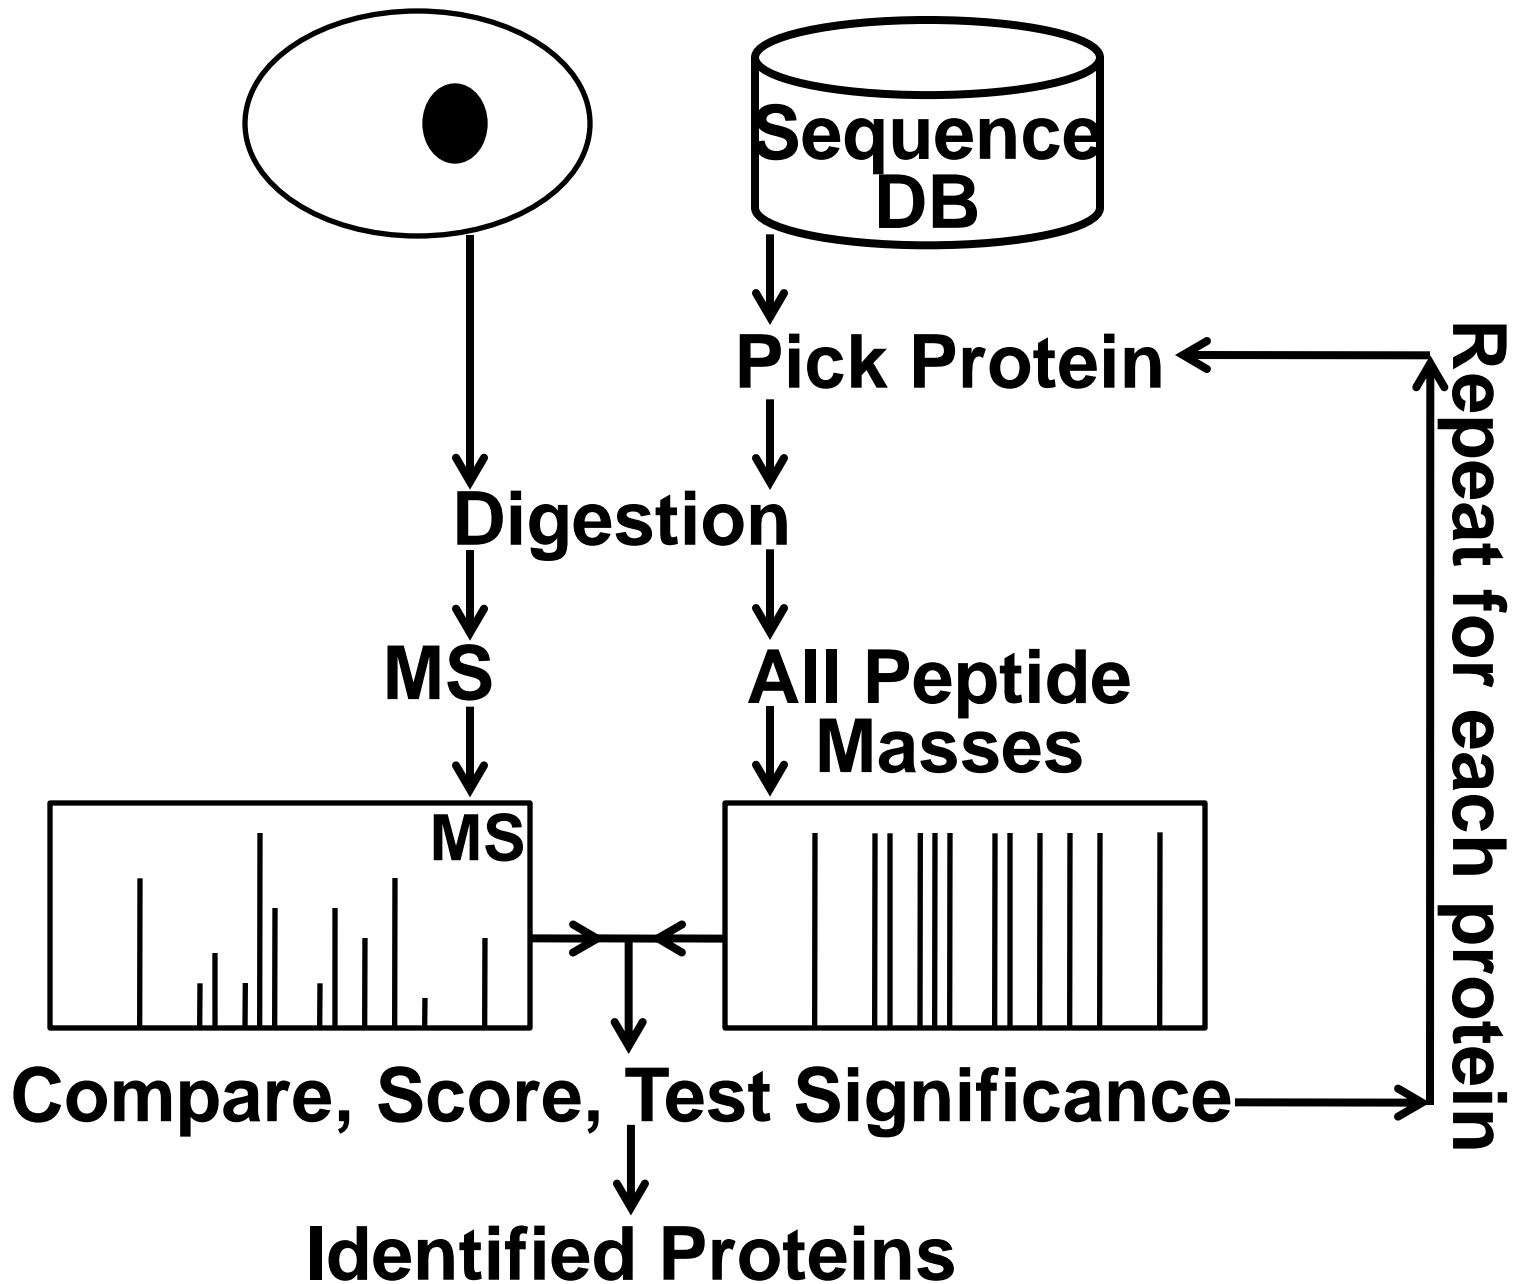 Sequence
DB
Pick Protein
Digestion
MS
All Peptide
Masses
MS
Compare, Score, Test Significance
Identified Proteins
Repeat for each protein